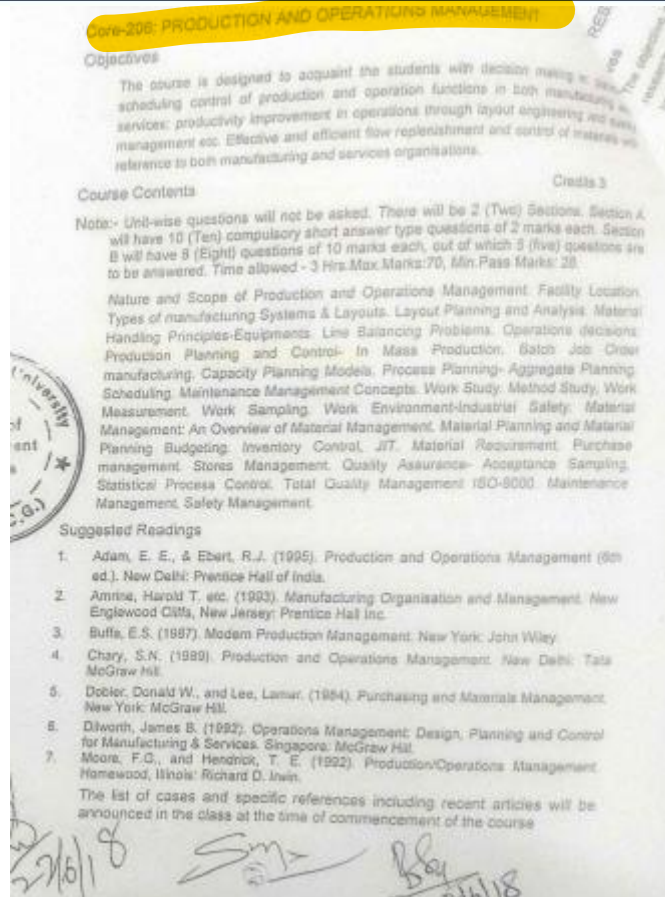 Core-206: PRODUCTION AND OPERATIONS MANAGEMENT
Objectives
The course is designed to acquaint the students with decision making in
scheduling control of production and operation functions in both manufacturing
services; productivity improvement in operations through layout engineering and
management etc. Effective and efficient flow replenishment and control of materials
reference to both manufacturing and services organisations.
Credits 3
Course Contents
Note:- Unit-wise questions will not be asked. There will be 2 (Two) Sections. Section A
will have 10 (Ten) compulsory short answer type questions of 2 marks each. Section
B will have 8 (Eight) questions of 10 marks each, out of which 5 (five) questions are
to be answered. Time allowed - 3 Hrs. Max. Marks:70, Min Pass Marks: 28.
Nature and Scope of Production and Operations Management. Facility Location.
Types of manufacturing Systems & Layouts. Layout Planning and Analysis. Material
Handling Principles-Equipments. Line Balancing Problems. Operations decisions.
Production Planning and Control- In Mass Production. Batch Job Order
manufacturing. Capacity Planning Models. Process Planning- Aggregate Planning
Scheduling. Maintenance Management Concepts. Work Study. Method Study, Work
Measurement. Work Sampling. Work Environment-Industrial Safety. Material
Management: An Overview of Material Management. Material Planning and Material
Planning Budgeting. Inventory Control, JIT. Material Requirement. Purchase
management. Stores Management. Quality Assurance- Acceptance Sampling,
Statistical Process Control. Total Quality Management ISO-9000. Maintenance
Management, Safety Management.
Suggested Readings
1. Adam, E. E., & Ebert, R.J. (1995). Production and Operations Management (6th
ed.). New Delhi: Prentice Hall of India.
2. Amrine, Harold T. etc. (1993). Manufacturing Organisation and Management. New
Englewood Cliffs, New Jersey: Prentice Hall Inc.
3. Buffa, E.S. (1987). Modern Production Management. New York: John Wiley
4. Chary, S.N. (1989). Production and Operations Management. New Delhi: Tata
McGraw Hill.
5. Dobler, Donald W., and Lee, Lamar. (1984). Purchasing and Materials Management.
New York: McGraw Hill.
6. Dilworth, James B. (1992). Operations Management: Design, Planning and Control
for Manufacturing & Services. Singapore: McGraw Hill.
7. Moore, F.G., and Hendrick, T. E. (1992). Production/Operations Management.
Homewood, Illinois: Richard D. Irwin.
The list of cases and specific references including recent articles will be
announced in the class at the time of commencement of the course